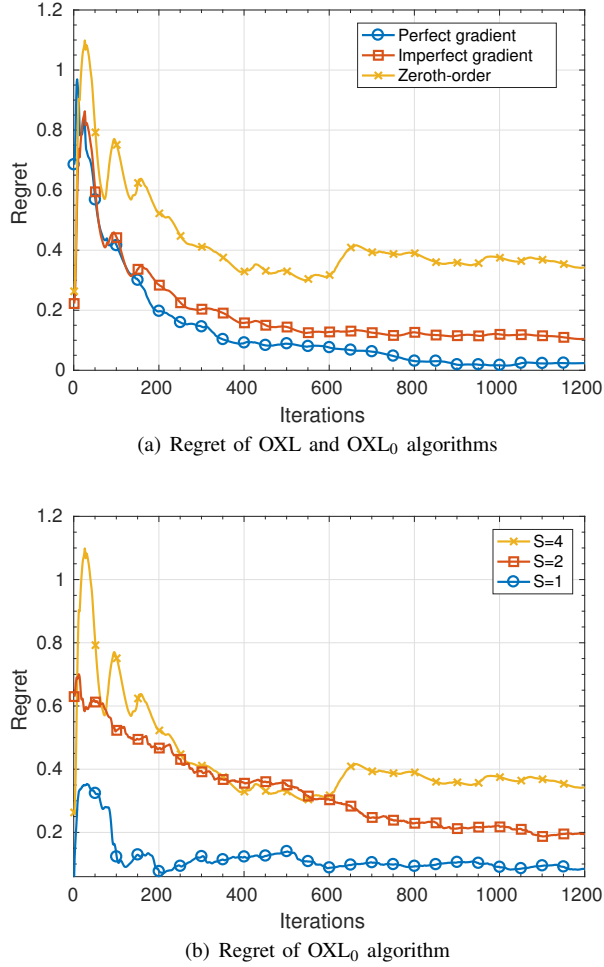 1.2
1
0.8
0.6
0.4
0.2
0
Regret
Perfect gradient
Imperfect gradient
Zeroth-order
0 200 400 600 800 1000 1200
Iterations
(a) Regret of OXL and OXL₀ algorithms
1.2
1
0.8
0.6
0.4
0.2
Regret
S=4
S=2
S=1
0 200 400 600 800 1000 1200
Iterations
(b) Regret of OXL₀ algorithm